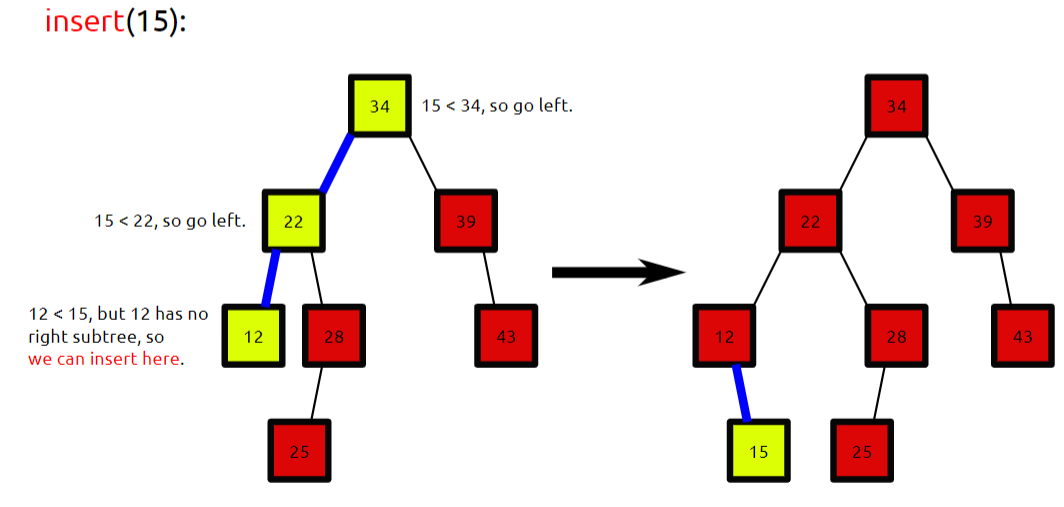 insert(15):
34
15 < 34, so go left.
34
15 < 22, so go left.
22
39
22
39
12 < 15, but 12 has no
right subtree, so
we can insert here.
12
28
43
12
28
43
25
15
25